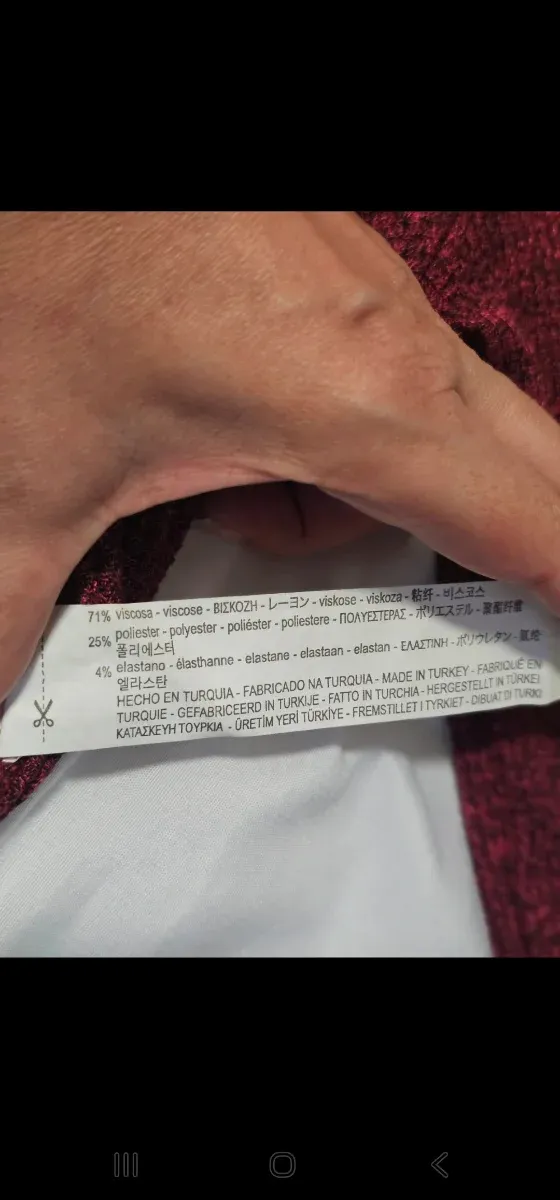 71% viscosa - viscose - ΒΙΣΚΟΖΗ - レーヨン - viskose - viskoza - 粘纤 - 비스코스
25% poliester - polyester - poliéster - poliestere - ΠΟΛΥΕΣΤΕΡΑΣ - ポリエステル - 聚酯纤维
폴리에스터
4% elastano - élasthanne - elastane - elastaan - elastan - ΕΛΑΣΤΙΝΗ - ポリウレタン -
엘라스탄
HECHO EN TURQUIA - FABRICADO NA TURQUIA - MADE IN TURKEY - FABRIQUÉ EN
TURQUIE - GEFABRICEERD IN TURKIJE - FATTO IN TURCHIA - HERGESTELLT IN TÜRKEI
ΚΑΤΑΣΚΕΥΗ ΤΟΥΡΚΙΑ - ÜRETİM YERİ TÜRKİYE - FREMSTILLET I TYRKIET - DIBUAT DI TURKI